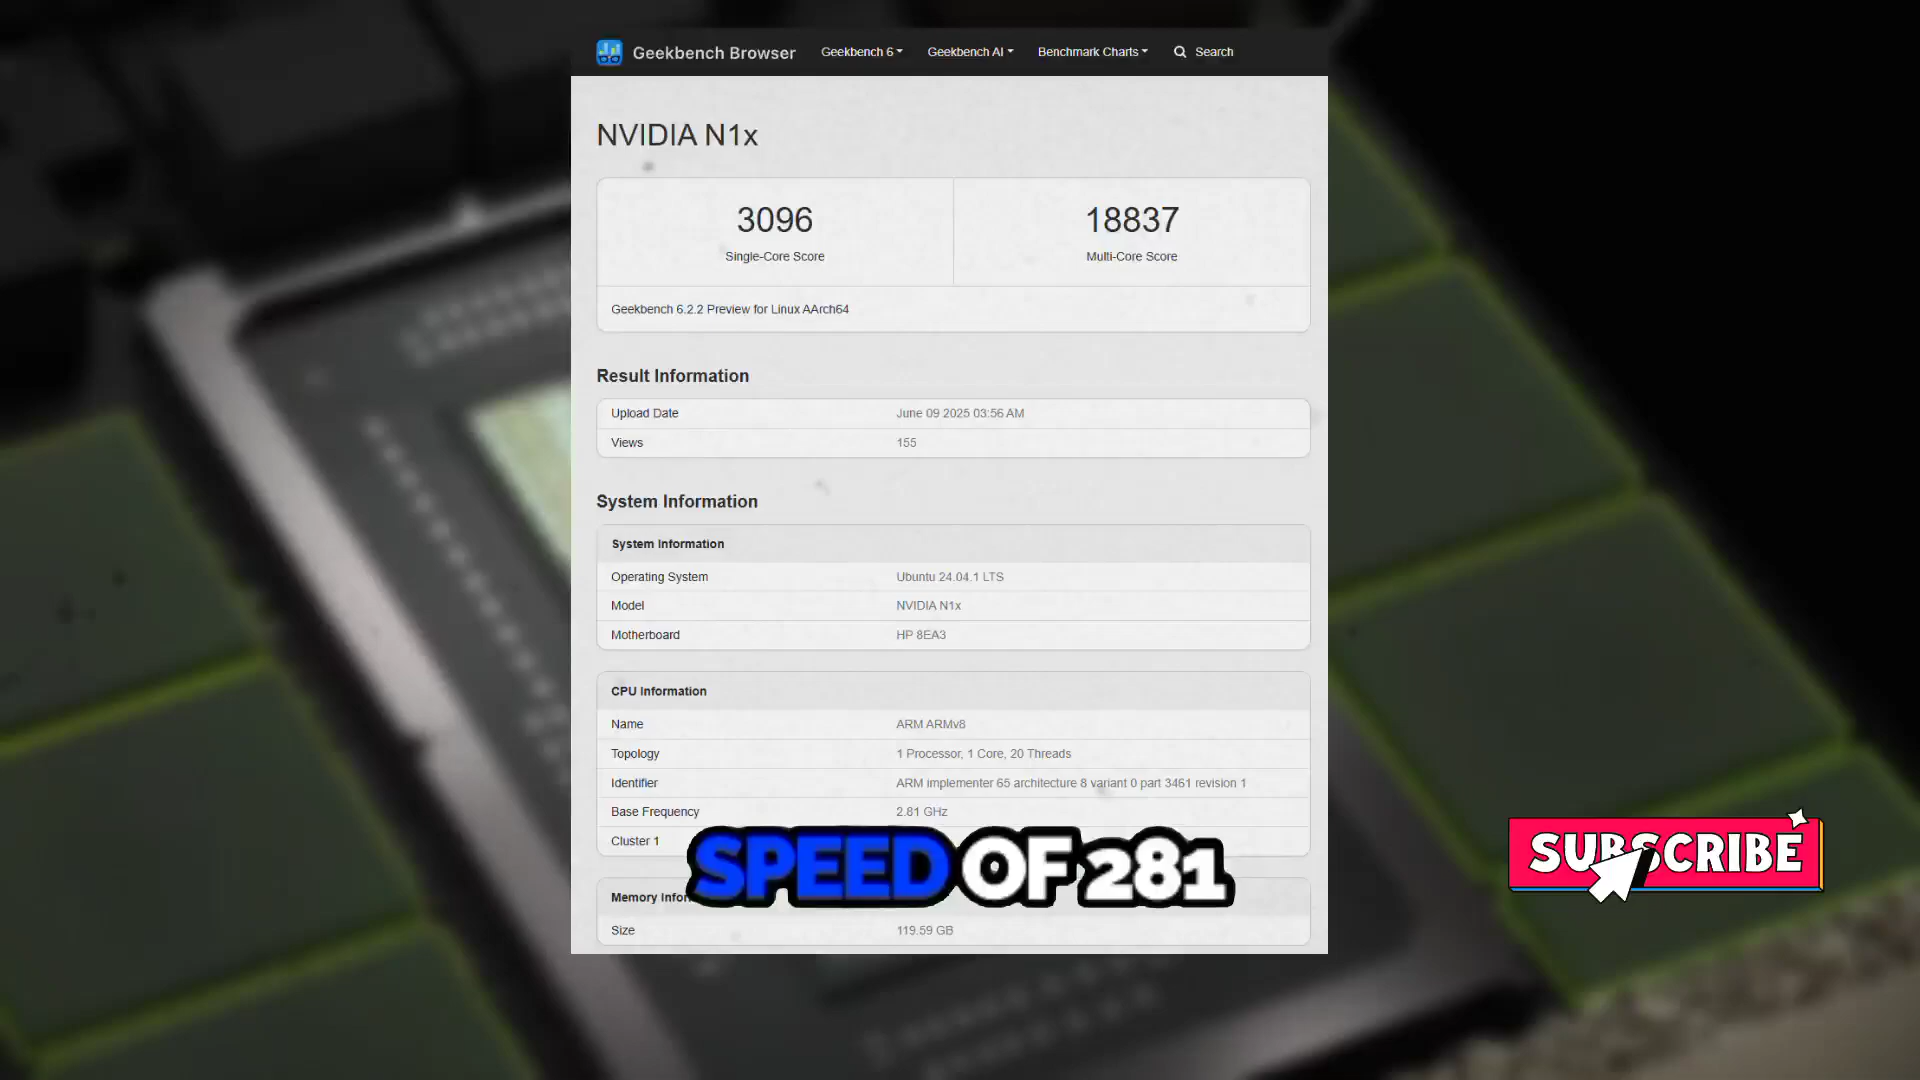 Geekbench Browser Geekbench 6 Geekbench AI Benchmark Charts Search
NVIDIA N1x
3096 18837
Single-Core Score Multi-Core Score
Geekbench 6.2.2 Preview for Linux AArch64
Result Information
Upload Date June 09 2025 03:56 AM
Views 155
System Information
System Information
Operating System Ubuntu 24.04.1 LTS
Model NVIDIA N1x
Motherboard HP 8EA3
CPU Information
Name ARM ARMv8
Topology 1 Processor, 1 Core, 20 Threads
Identifier ARM implementer 65 architecture 8 variant 0 part 3461 revision 1
Base Frequency 2.81 GHz
Cluster 1
SPEED OF 281
SUBSCRIBE
Memory
Size 119.59 GB